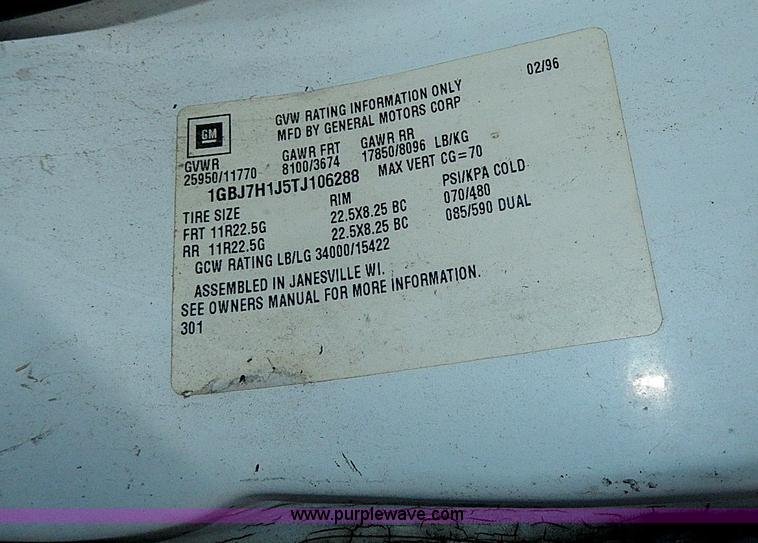 02/96
GM
GVW RATING INFORMATION ONLY
MFD BY GENERAL MOTORS CORP
GVWR GAWR FRT GAWR RR
25950/11770 8100/3674 17850/8096 LB/KG
1GBJ7H1J5TJ106288 MAX VERT CG=70
TIRE SIZE RIM PSI/KPA COLD
FRT 11R22.5G 22.5X8.25 BC 070/480
RR 11R22.5G 22.5X8.25 BC 085/590 DUAL
GCW RATING LB/LG 34000/15422
ASSEMBLED IN JANESVILLE WI.
SEE OWNERS MANUAL FOR MORE INFORMATION.
301
www.purplewave.com